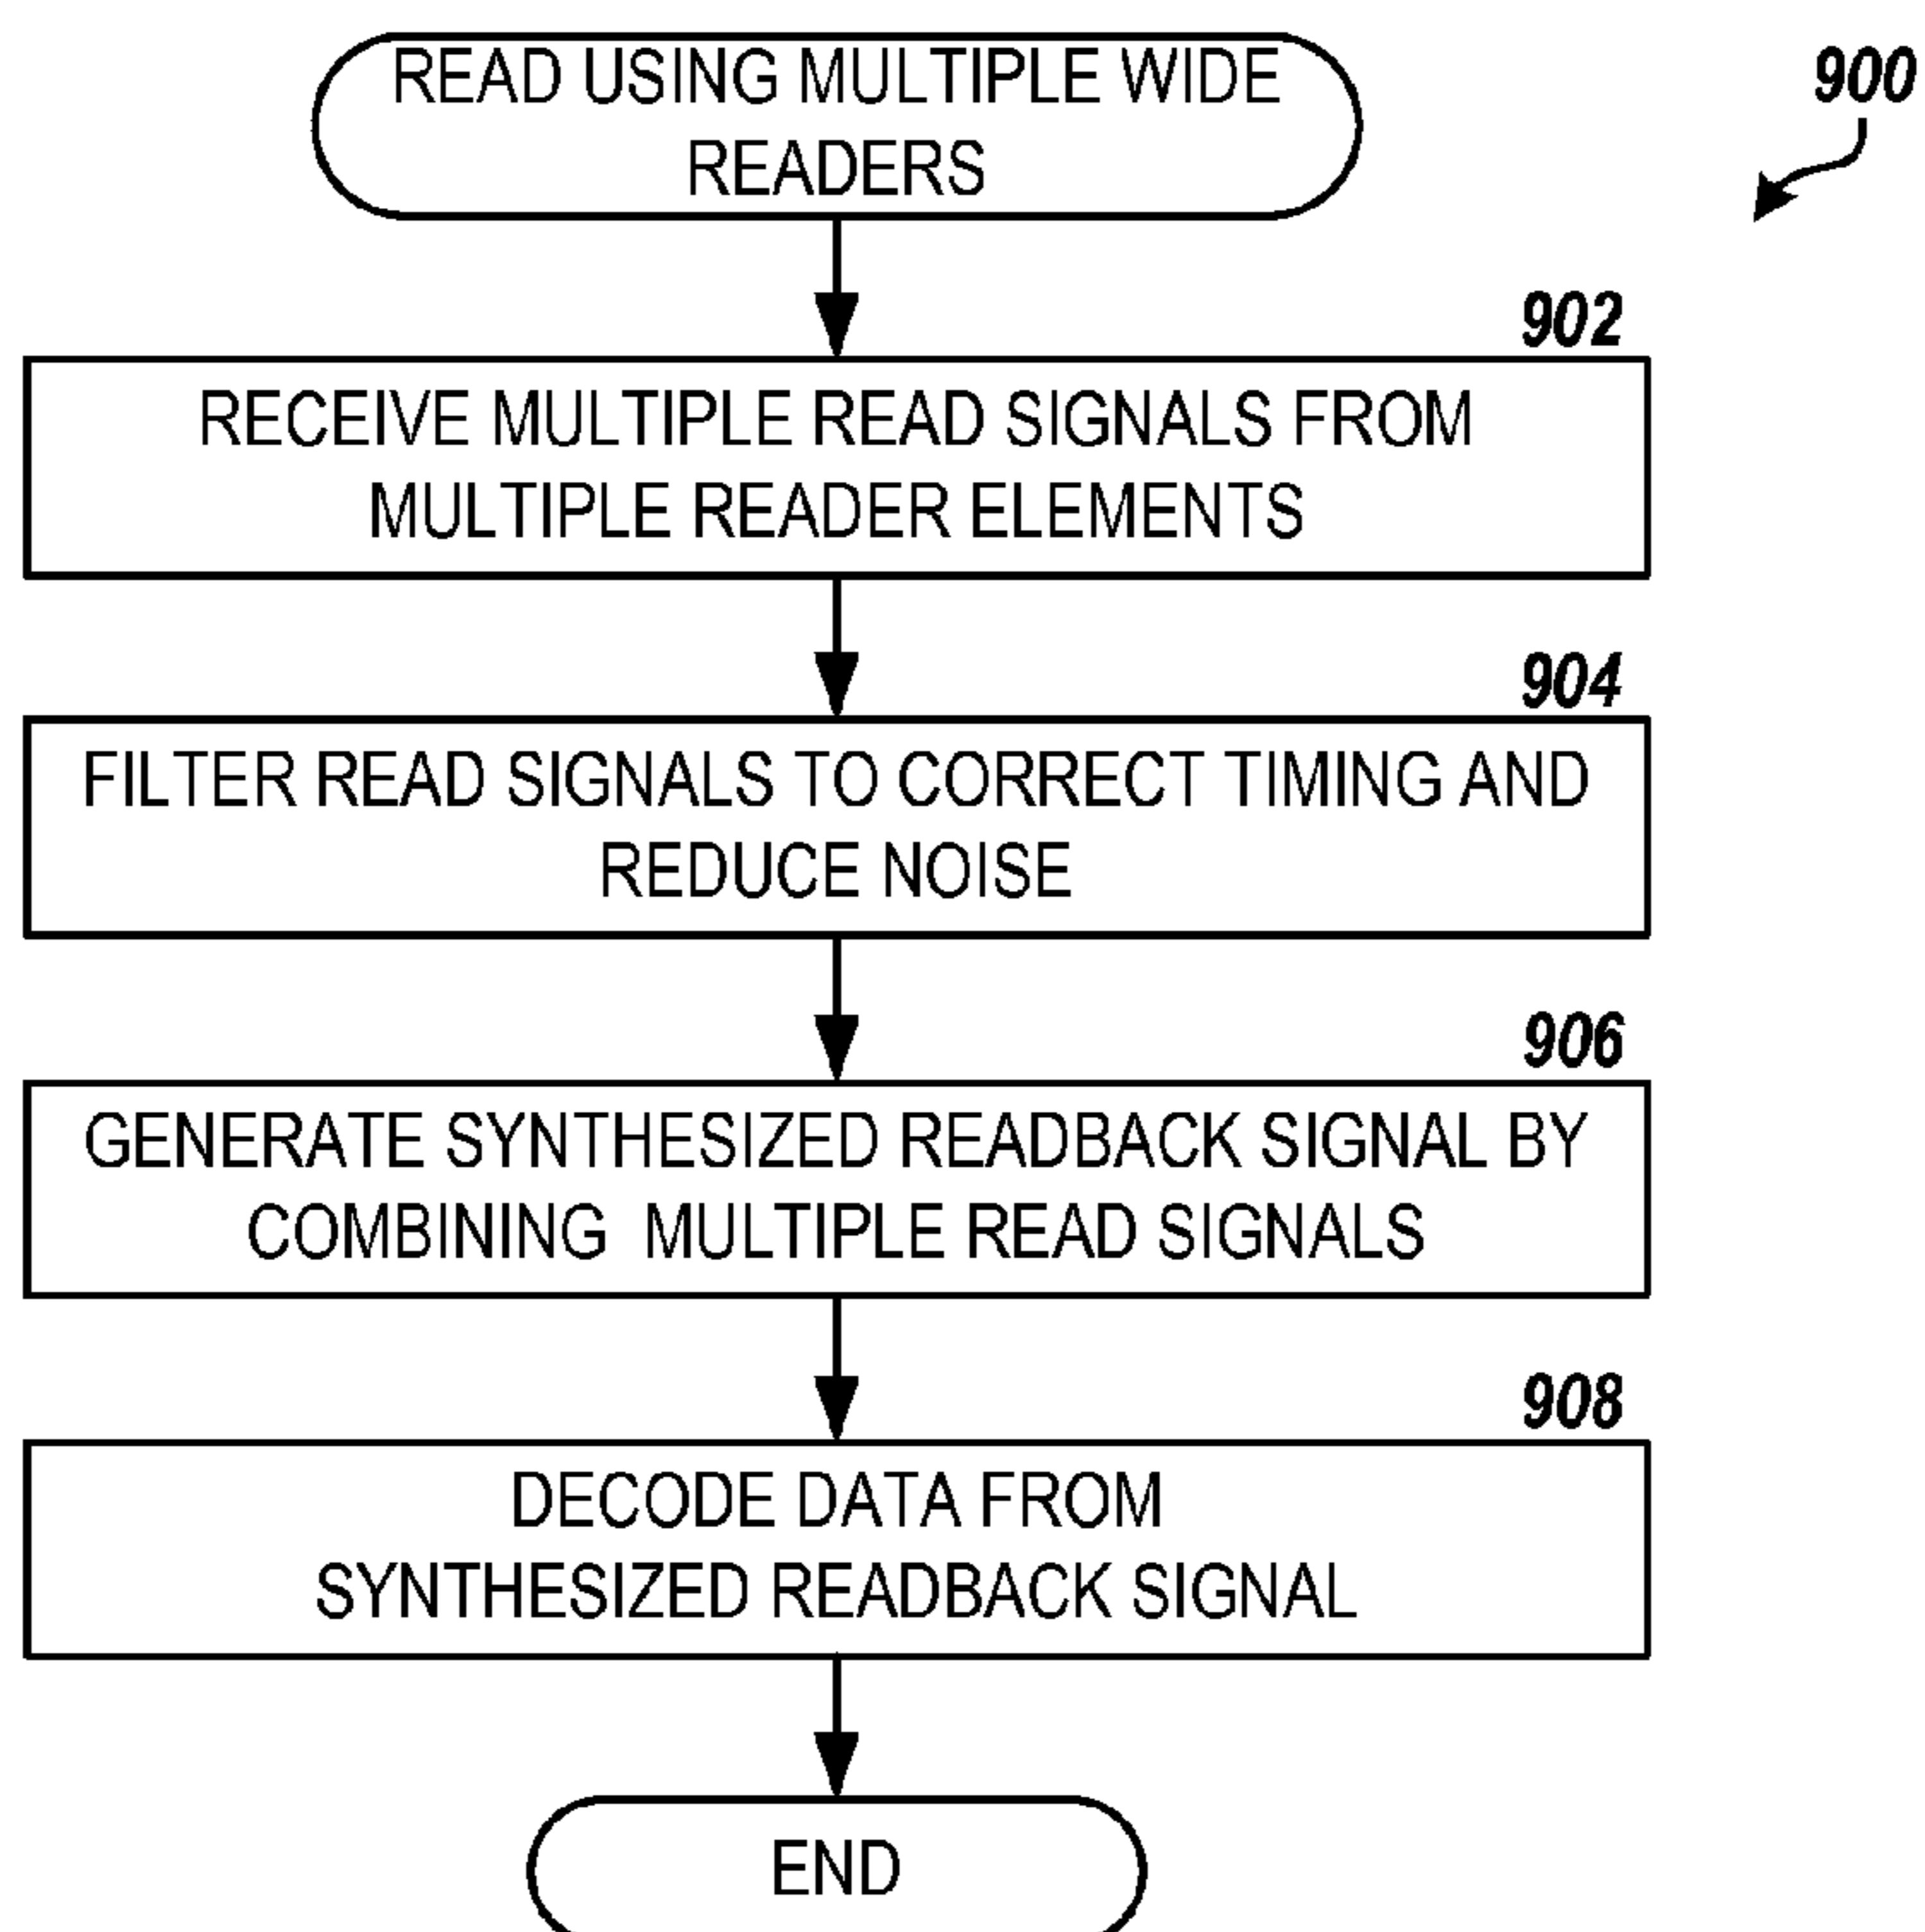 READ USING MULTIPLE WIDE
READERS
900
902
RECEIVE MULTIPLE READ SIGNALS FROM
MULTIPLE READER ELEMENTS
904
FILTER READ SIGNALS TO CORRECT TIMING AND
REDUCE NOISE
906
GENERATE SYNTHESIZED READBACK SIGNAL BY
COMBINING MULTIPLE READ SIGNALS
908
DECODE DATA FROM
SYNTHESIZED READBACK SIGNAL
END